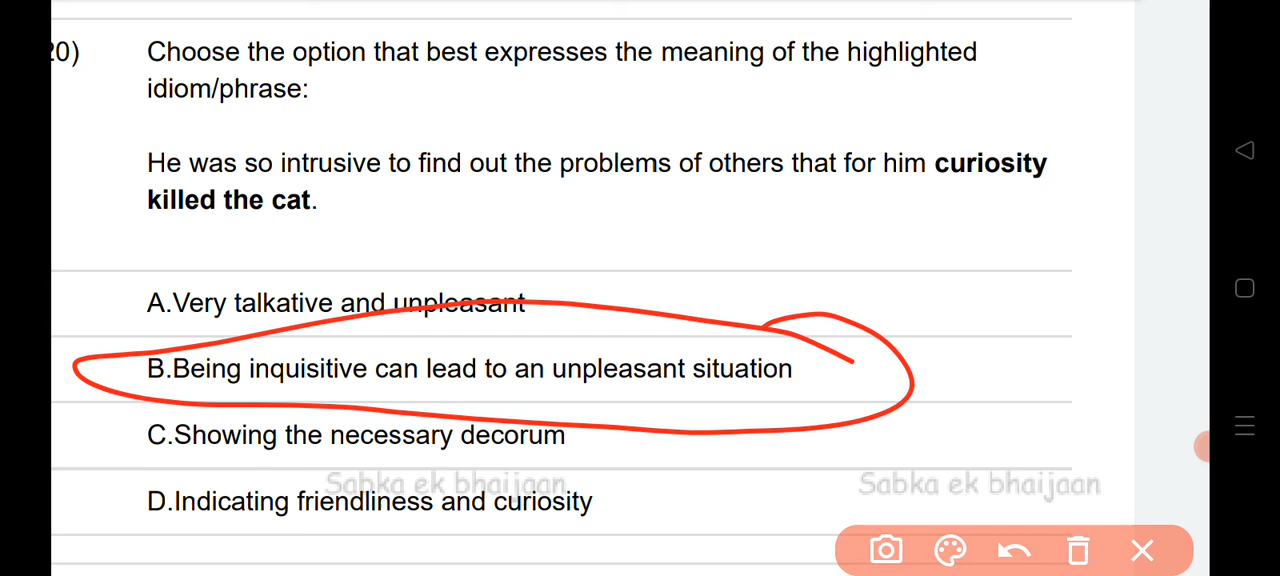 20) Choose the option that best expresses the meaning of the highlighted
idiom/phrase:
He was so intrusive to find out the problems of others that for him curiosity
killed the cat.
A.Very talkative and unpleasant
B.Being inquisitive can lead to an unpleasant situation
C.Showing the necessary decorum
Sabka ek bhaijaan Sabka ek bhaijaan
D.Indicating friendliness and curiosity